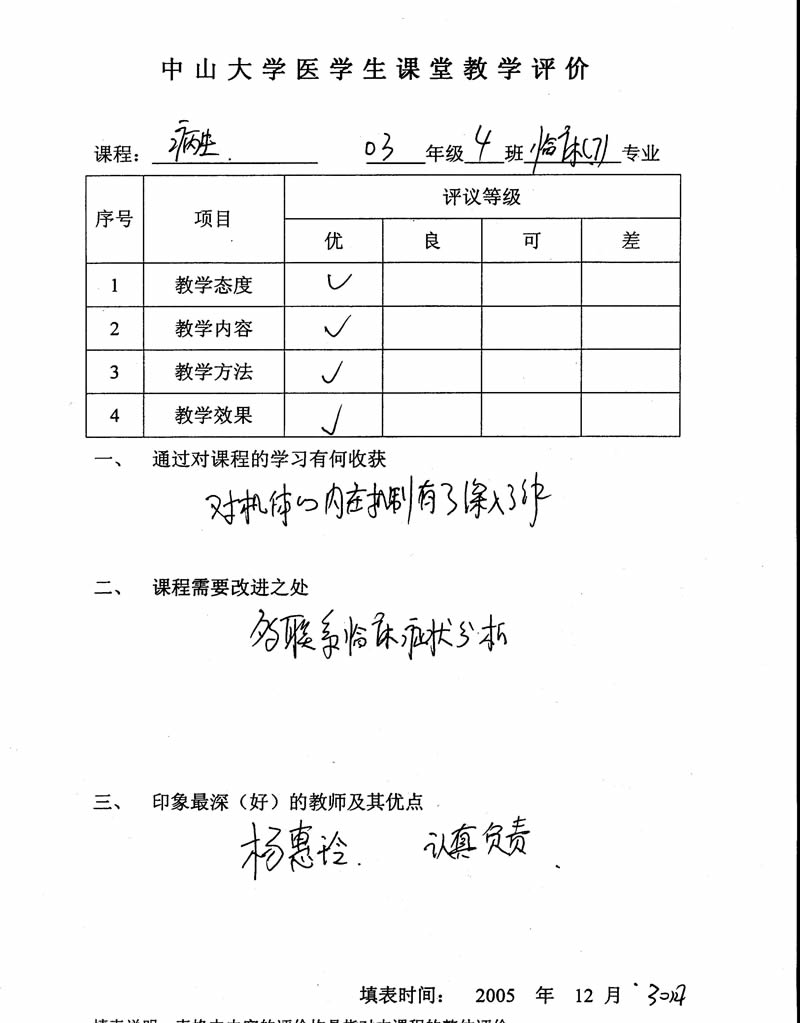 中山大学医学生课堂教学评价
课程: 病生. 03 年级 4 班 临床(7) 专业
序号 项目 评议等级
优 良 可 差
1 教学态度 ✓
2 教学内容 ✓
3 教学方法 ✓
4 教学效果 ✓
一、 通过对课程的学习有何收获
对机体的内在机制有了深入了解
二、 课程需要改进之处
多联系临床症状分析
三、 印象最深（好）的教师及其优点
杨惠玲. 认真负责.
填表时间： 2005 年 12 月 30日